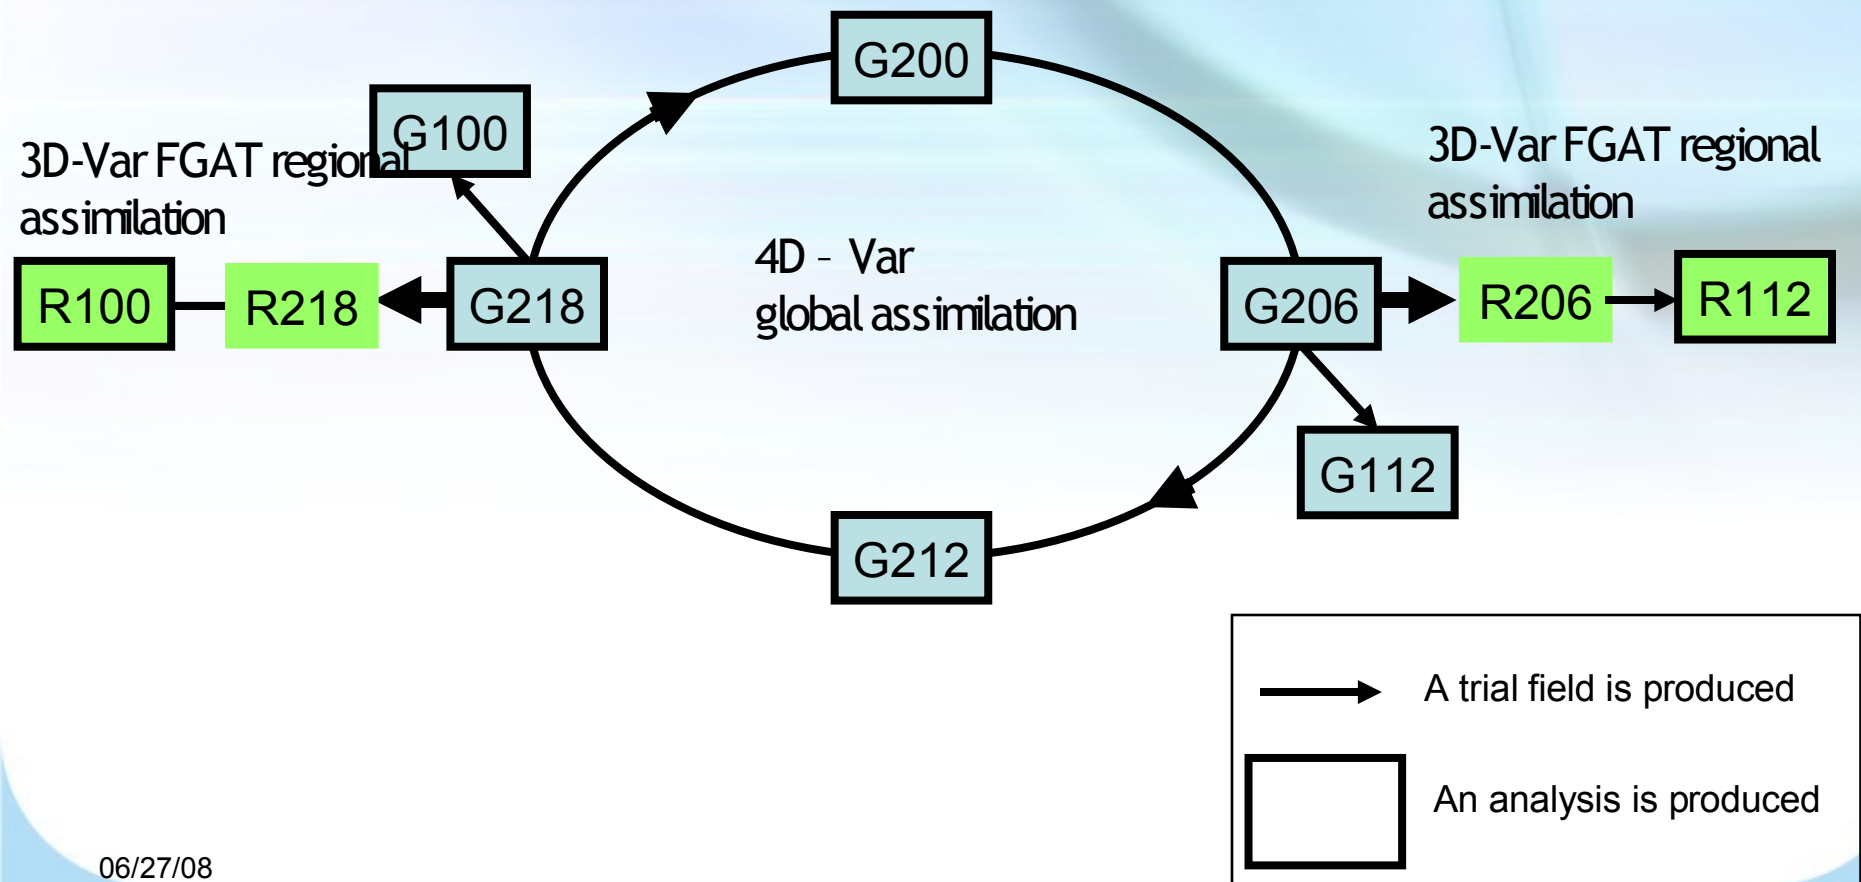 G200
G100
3D-Var FGAT regional
assimilation
3D-Var FGAT regional
assimilation
4D - Var
global assimilation
R100
R218
G218
G206
R206
R112
G112
G212
A trial field is produced
An analysis is produced
06/27/08